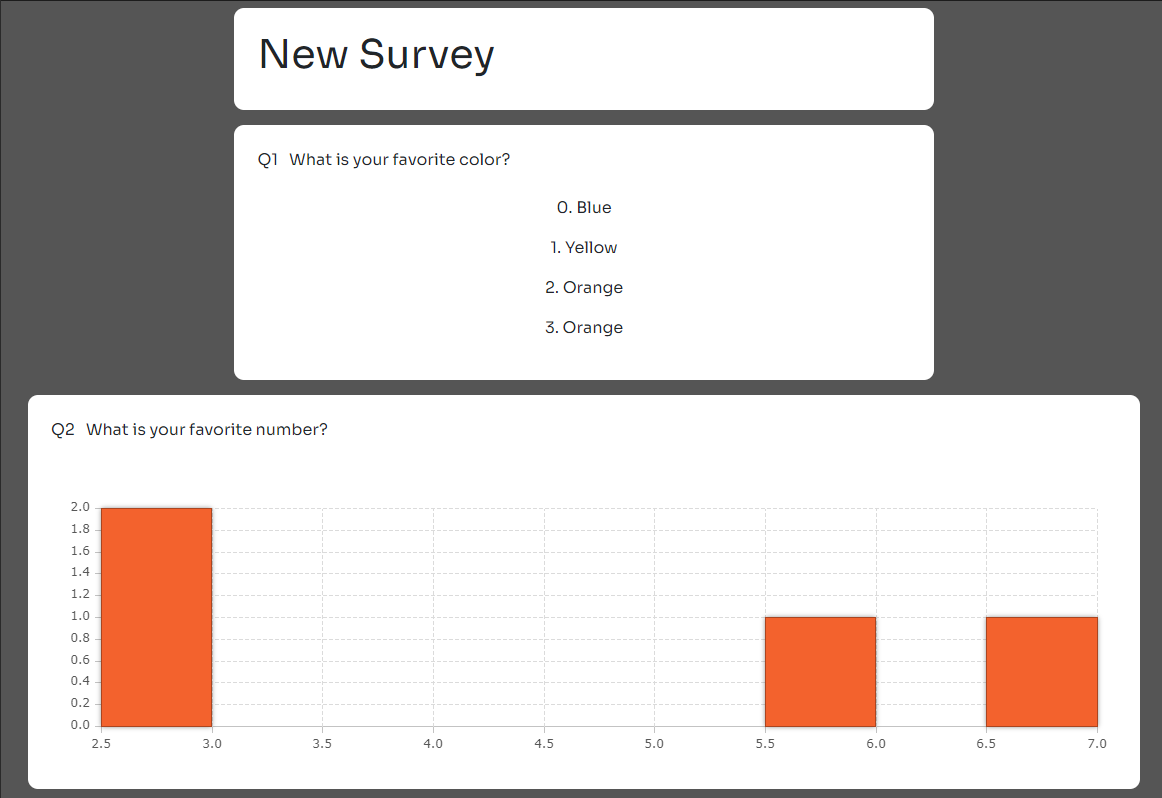 New Survey
Q1 What is your favorite color?
0. Blue
1. Yellow
2. Orange
3. Orange
Q2 What is your favorite number?
2.0
1.8
1.6
1.4
1.2
1.0
0.8
0.6
0.4
0.2
0.0
2.5 3.0 3.5 4.0 4.5 5.0 5.5 6.0 6.5 7.0